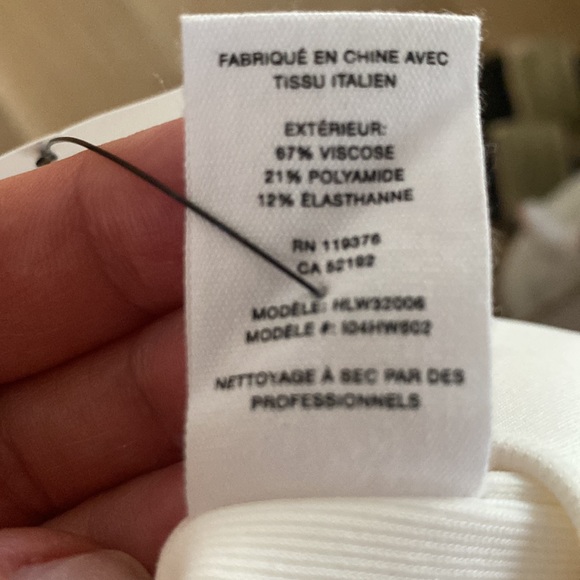 FABRIQUÉ EN CHINE AVEC
TISSU ITALIEN
EXTÉRIEUR:
67% VISCOSE
21% POLYAMIDE
12% ÉLASTHANNE
RN 119376
CA 52192
MODÈLE: HLW32006
MODÈLE #: I04HW802
NETTOYAGE À SEC PAR DES
PROFESSIONNELS